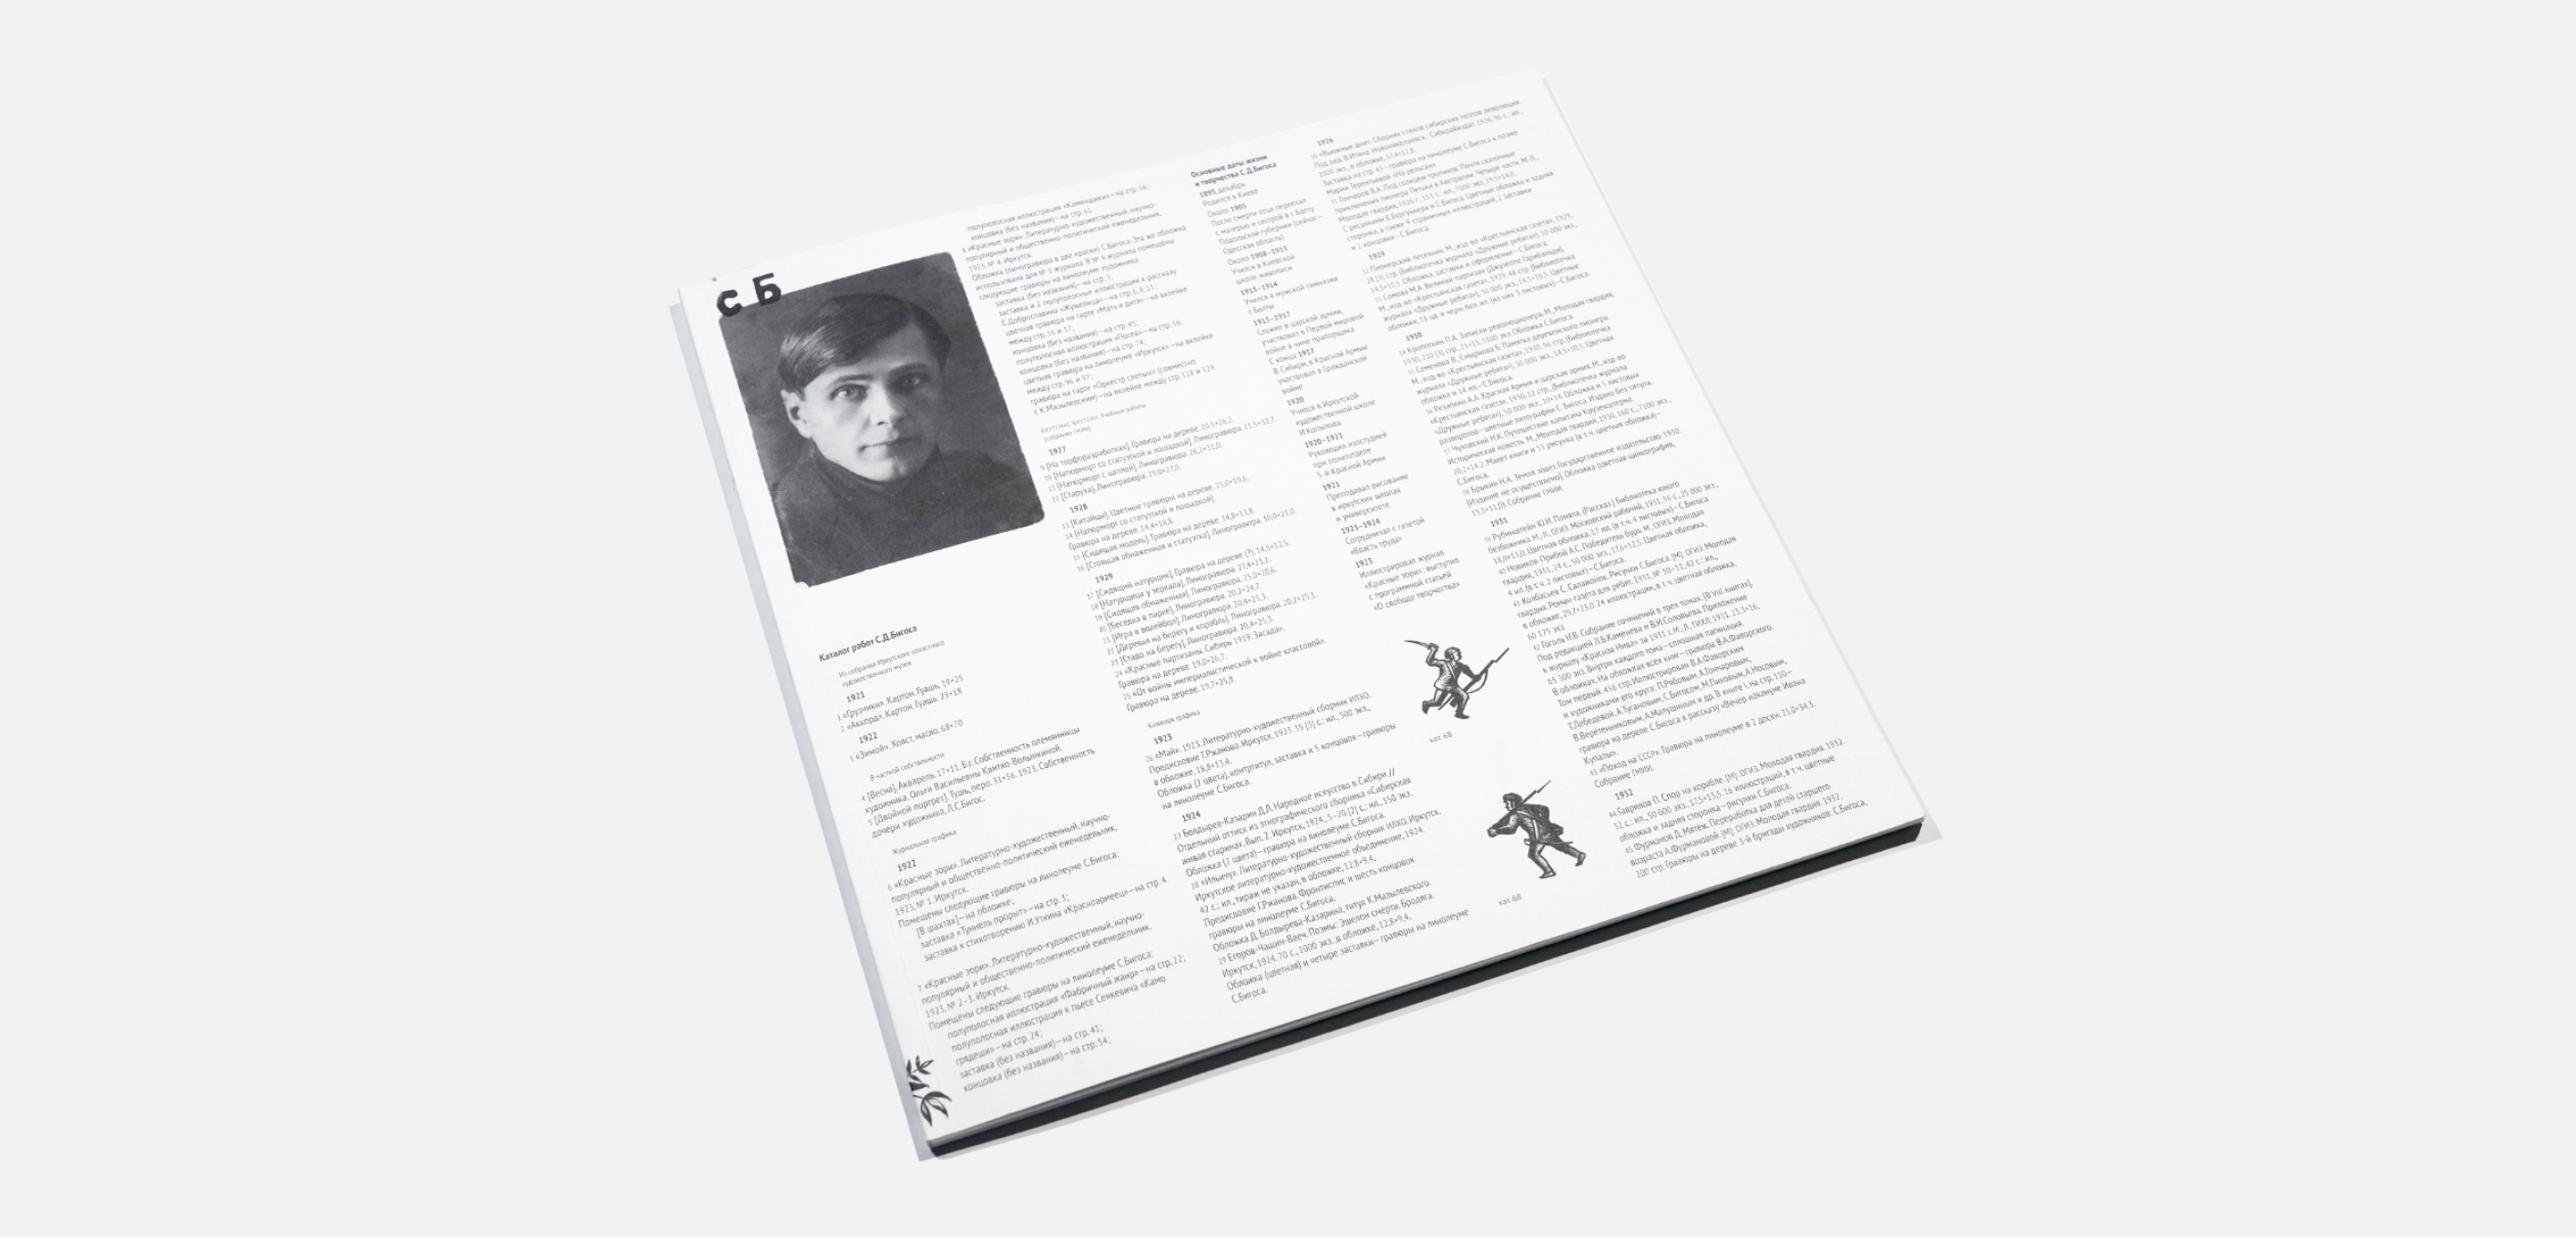 С Б
Каталог работ С.Д.Бигоса
Из собрания Иркутского областного
художественного музея
1921
1 «Грузчики». Картон. Гуашь. 19×25
2 «Аккорд». Картон. Гуашь. 23×18
1922
3 «Зимой». Холст, масло. 68×70
В частной собственности
4 [Весна]. Акварель. 17×11. Б.г. Собственность племянницы
художника, Ольги Васильевны Квитко-Волынкиной.
5 [Двойной портрет]. Тушь, перо. 31×56. 1923. Собственность
дочери художника, Л.С.Бигос.
Журнальная графика
1922
6 «Красные зори». Литературно-художественный, научно-
популярный и общественно-политический еженедельник.
1923, № 1. Иркутск.
Помещены следующие гравюры на линолеуме С.Бигоса:
[В шахтах]—на обложке;
заставка «Туннель прорыт»—на стр. 3;
заставка к стихотворению И.Уткина «Красноармеец»—на стр. 4.
7 «Красные зори». Литературно-художественный, научно-
популярный и общественно-политический еженедельник.
1923, № 2–3. Иркутск.
Помещены следующие гравюры на линолеуме С.Бигоса:
полуполосная иллюстрация «Фабричный жанр»—на стр. 22;
полуполосная иллюстрация к пьесе Сенкевича «Камо
грядеши»—на стр. 24;
заставка (без названия)—на стр. 41;
концовка (без названия)—на стр. 54;
полуполосная иллюстрация «Комендилки»—на стр. 56;
концовка (без названия)—на стр. 61.
8 «Красные зори». Литературно-художественный, научно-
популярный и общественно-политический еженедельник.
1923, № 4. Иркутск.
Обложка (линогравюра в две краски) С.Бигоса. Эта же обложка
использована для № 5 журнала. В № 4 журнала помещены
следующие гравюры на линолеуме художника:
заставка (без названия)—на стр. 3;
заставка и 2 полуполосные иллюстрации к рассказу
С.Доброславина «Жужелица»—на стр. 6, 8, 15;
цветная гравюра на гарте «Мать и дитя»—на вклейке
между стр. 16 и 17;
концовка (без названия)—на стр. 45;
полуполосная иллюстрация «Посев»—на стр. 56;
концовка (без названия)—на стр. 74;
цветная гравюра на линолеуме «Иркутск»—на вклейке
между стр. 96 и 97;
гравюра на гарте «Оркестр слепых» (совместно
с К.Мазылевским)—на вклейке между стр. 128 и 129.
ВХУТЕМАС-ВХУТЕИН. Учебные работы
(собрание ГМИИ)
1927
9 [На торфоразработках]. Гравюра на дереве. 20,5×26,2.
10 [Натюрморт со статуэткой и лошадкой]. Линогравюра. 23,5×32,7.
11 [Натюрморт с шапкой]. Линогравюра. 26,2×31,0.
12 [Старуха]. Линогравюра. 29,0×27,0.
1928
13 [Китайцы]. Цветные гравюры на дереве. 25,0×19,6.
14 [Натюрморт со статуэткой и лошадкой].
Гравюра на дереве. 14,4×18,8.
15 [Сидящая модель]. Гравюра на дереве. 14,8×13,8.
16 [Стоящая обнаженная и статуэтка]. Линогравюра. 30,0×21,0.
1929
17 [Сидящий натурщик]. Гравюра на дереве (?). 14,5×12,5.
18 [Натурщица у зеркала]. Линогравюра. 27,4×23,2.
19 [Сидящая обнаженная]. Линогравюра. 25,0×20,6.
20 [Беседка в парке]. Линогравюра. 20,2×24,7.
21 [Игра в волейбол]. Линогравюра. 20,4×25,3.
22 [Деревья на берегу и корабль]. Линогравюра. 20,2×25,1.
23 [Стадо на берегу]. Линогравюра. 20,4×25,3.
24 «Красные партизаны. Сибирь 1919. Засада».
Гравюра на дереве. 19,0×26,7.
25 «От войны империалистической к войне классовой».
Гравюра на дереве. 19,7×25,8.
Книжная графика
1923
26 «Май». 1923. Литературно-художественный сборник ИЛХО.
Предисловие Г.Ржанова. Иркутск, 1923. 35 [3] с.: ил., 500 экз.,
в обложке. 18,8×13,4.
Обложка (2 цвета), контртитул, заставка и 5 концовок—гравюры
на линолеуме С.Бигоса.
1924
27 Болдырев-Казарин Д.Л. Народное искусство в Сибири //
Отдельный оттиск из этнографического сборника «Сибирская
живая старина». Вып. 2. Иркутск, 1924., 5–20 [2] с.: ил., 150 экз.
Обложка (2 цвета)—гравюра на линолеуме С.Бигоса.
28 «Ильичу». Литературно-художественный сборник ИЛХО. Иркутск.
Иркутское литературно-художественное объединение, 1924.
42 с.: ил., тираж не указан, в обложке, 12,8×9,4.
Предисловие Г.Ржанова. Фронтиспис и шесть концовок
гравюры на линолеуме С.Бигоса.
Обложка Д. Болдырева-Казарина, титул К.Мазылевского.
29 Егоров-Чащин-Ваеч. Поэмы: Эшелон смерти. Бродяга.
Иркутск, 1924. 70 с., 1000 экз. в обложке, 12,8×9,4.
Обложка (цветная) и четыре заставки—гравюры на линолеуме
С.Бигоса.
Основные даты жизни
и творчества С.Д.Бигоса
1895, декабрь
Родился в Киеве
Около 1905
После смерти отца переехал
с матерью и сестрой в г. Балту
Подольской губернии (сейчас—
Одесская область)
Около 1908–1913
Учился в Киевской
школе живописи
1913–1914
Учился в мужской гимназии
г. Балты
1915–1917
Служил в царской армии,
участвовал в Первой мировой
войне в чине прапорщика
С конца 1917
В Сибири, в Красной Армии
участвовал в Гражданской
войне
1920
Учился в Иркутской
художественной школе
И.Копылова
1920–1921
Руководил изостудией
при политотделе
5-й Красной Армии
1921
Преподавал рисование
в иркутских школах
и университете
1923–1924
Сотрудничал с газетой
«Власть труда»
1923
Иллюстрировал журнал
«Красные зори»; выступил
с программной статьей
«О свободе творчества»
кат. 68
кат. 68
1926
30 «Вьюжные дни». Сборник стихов сибирских поэтов революции.
Под ред. В.Итина. Новониколаевск. Сибкрайиздат. 1926. 96 с.: ил.,
2000 экз., в обложке, 17,4×12,8.
Заставка на стр. 45—гравюра на линолеуме С.Бигоса к поэме
Марии Терентьевой «На рельсах».
31 Гончаров В.А. Под солнцем тропиков. Почти сказочные
приключения пионера Петьки в Австралии. Четыре части. М.-Л.,
Молодая гвардия, 1926 г., 153 с.: ил., 7000 экз. 19,5×14,0.
С рисунками Е.Бургункера и С.Бигоса. Цветные обложка и задняя
сторонка, а также 9 страничных иллюстраций, 2 заставки
и 2 концовки—С.Бигоса.
1929
32 Пионерский песенник. М., изд-во «Крестьянская газета», 1929,
28 [3] стр. (Библиотечка журнала «Дружные ребята»), 50 000 экз.,
14,5×10,5. Обложка, заставки и оформление—С.Бигоса.
33 Сомова М.А. Великий партизан (Джузеппе Гарибальди).
М., изд-во «Крестьянская газета», 1929, 48 стр. (Библиотечка
журнала «Дружные ребята»), 50 000 экз., 14,5×10,5. Цветные
обложки, 18 цв. и черн.-бел. ил. (из них 3 листовых)—С.Бигоса.
1930
34 Кропоткин П.А. Записки революционера. М., Молодая гвардия,
1930, 210 [3] стр., 21×15, 5100 экз. Обложка С.Бигоса.
35 Семенова В., Смирнова Б. Памятка деревенского пионера.
М., изд-во «Крестьянская газета», 1930, 96 стр. (Библиотечка
журнала «Дружные ребята»), 50 000 экз., 14,5×10,5. Цветная
обложка и 14 ил.—С.Бигоса.
36 Резапкин А.А. Красная Армия и царская армия. М., изд-во
«Крестьянская газета», 1930, 12 стр., (Библиотечка журнала
«Дружные ребята»), 50 000 экз., 10×14. Обложка и 5 листовых
разворотов—цветные литографии С. Бигоса. Издано без титула.
37 Чуковский Н.К. Путешествие капитана Крузенштерна.
Историческая повесть. М., Молодая гвардия, 1930, 160 с., 7100 экз.,
20,2×14,2. Макет книги и 55 рисунка (в т. ч. цветная обложка)—
С.Бигоса.
38 Брыкин Н.А. Земля зовет. Государственное издательство. 1930.
[Издание не осуществлено]. Обложка (цветная цинкография,
15,5×11,0). Собрание ГМИИ.
1931
39 Рубинштейн Ю.И. Помела. (Рассказ.) Библиотека юного
безбожника. М.-Л., ОГИЗ. Московский рабочий, 1931, 56 с., 25 000 экз.,
18,0×11,0. Цветная обложка, 17 ил. (в т. ч. 4 листовых)—С.Бигоса
40 Новиков-Прибой А.С. Победитель бурь. М., ОГИЗ. Молодая
гвардия, 1931, 24 с., 50 000 экз., 17,6×12,5. Цветная обложка,
4 ил. (в т. ч. 2 листовых)—С.Бигоса.
41 Колбасьев С. Салажонок. Рисунки С.Бигоса. [М]: ОГИЗ. Молодая
гвардия. Роман-газета для ребят. 1931, № 10–11, 42 с.: ил.,
в обложке, 29,7×23,0. 24 иллюстрации, в т. ч. цветная обложка,
60 175 экз.
42 Гоголь Н.В. Собрание сочинений в трех томах. [В VIII книгах].
Под редакцией Л.Б.Каменева и В.И.Соловьева. Приложение
к журналу «Красная Нива» за 1931 г. М.-Л., ГИХЛ, 1931. 23,5×16,
65 300 экз. Внутри каждого тома—сплошная пагинация.
В обложках. На обложках всех книг—гравюра В.А.Фаворского.
Том первый. 456 стр. Иллюстрирован В.А.Фаворским
и художниками его круга: П.Рябовым, А.Гончаровым,
Т.Лебедевой, А.Тугановым, С.Бигосом, М.Пиковым, А.Носовым,
В.Веретенниковым, А.Малушиным и др. В книге I, на стр. 110—
гравюра на дереве С.Бигоса к рассказу «Вечер накануне Ивана
Купалы».
43 «Поход на СССР». Гравюра на линолеуме в 2 доски. 25,0×34,3.
Собрание ГМИИ.
1932
44 Гавриков П. Спор на корабле. [М]: ОГИЗ. Молодая гвардия. 1932.
32 с.: ил., 50 000 экз., 17,5×13,5. 16 иллюстраций, в т. ч. цветные
обложка и задняя сторонка—рисунки С.Бигоса.
45 Фурманов Д. Мятеж. Переработка для детей старшего
возраста А.Фурмановой. [М]: ОГИЗ. Молодая гвардия. 1932.
200 стр. Гравюры на дереве 3-й бригады художников: С.Бигоса,